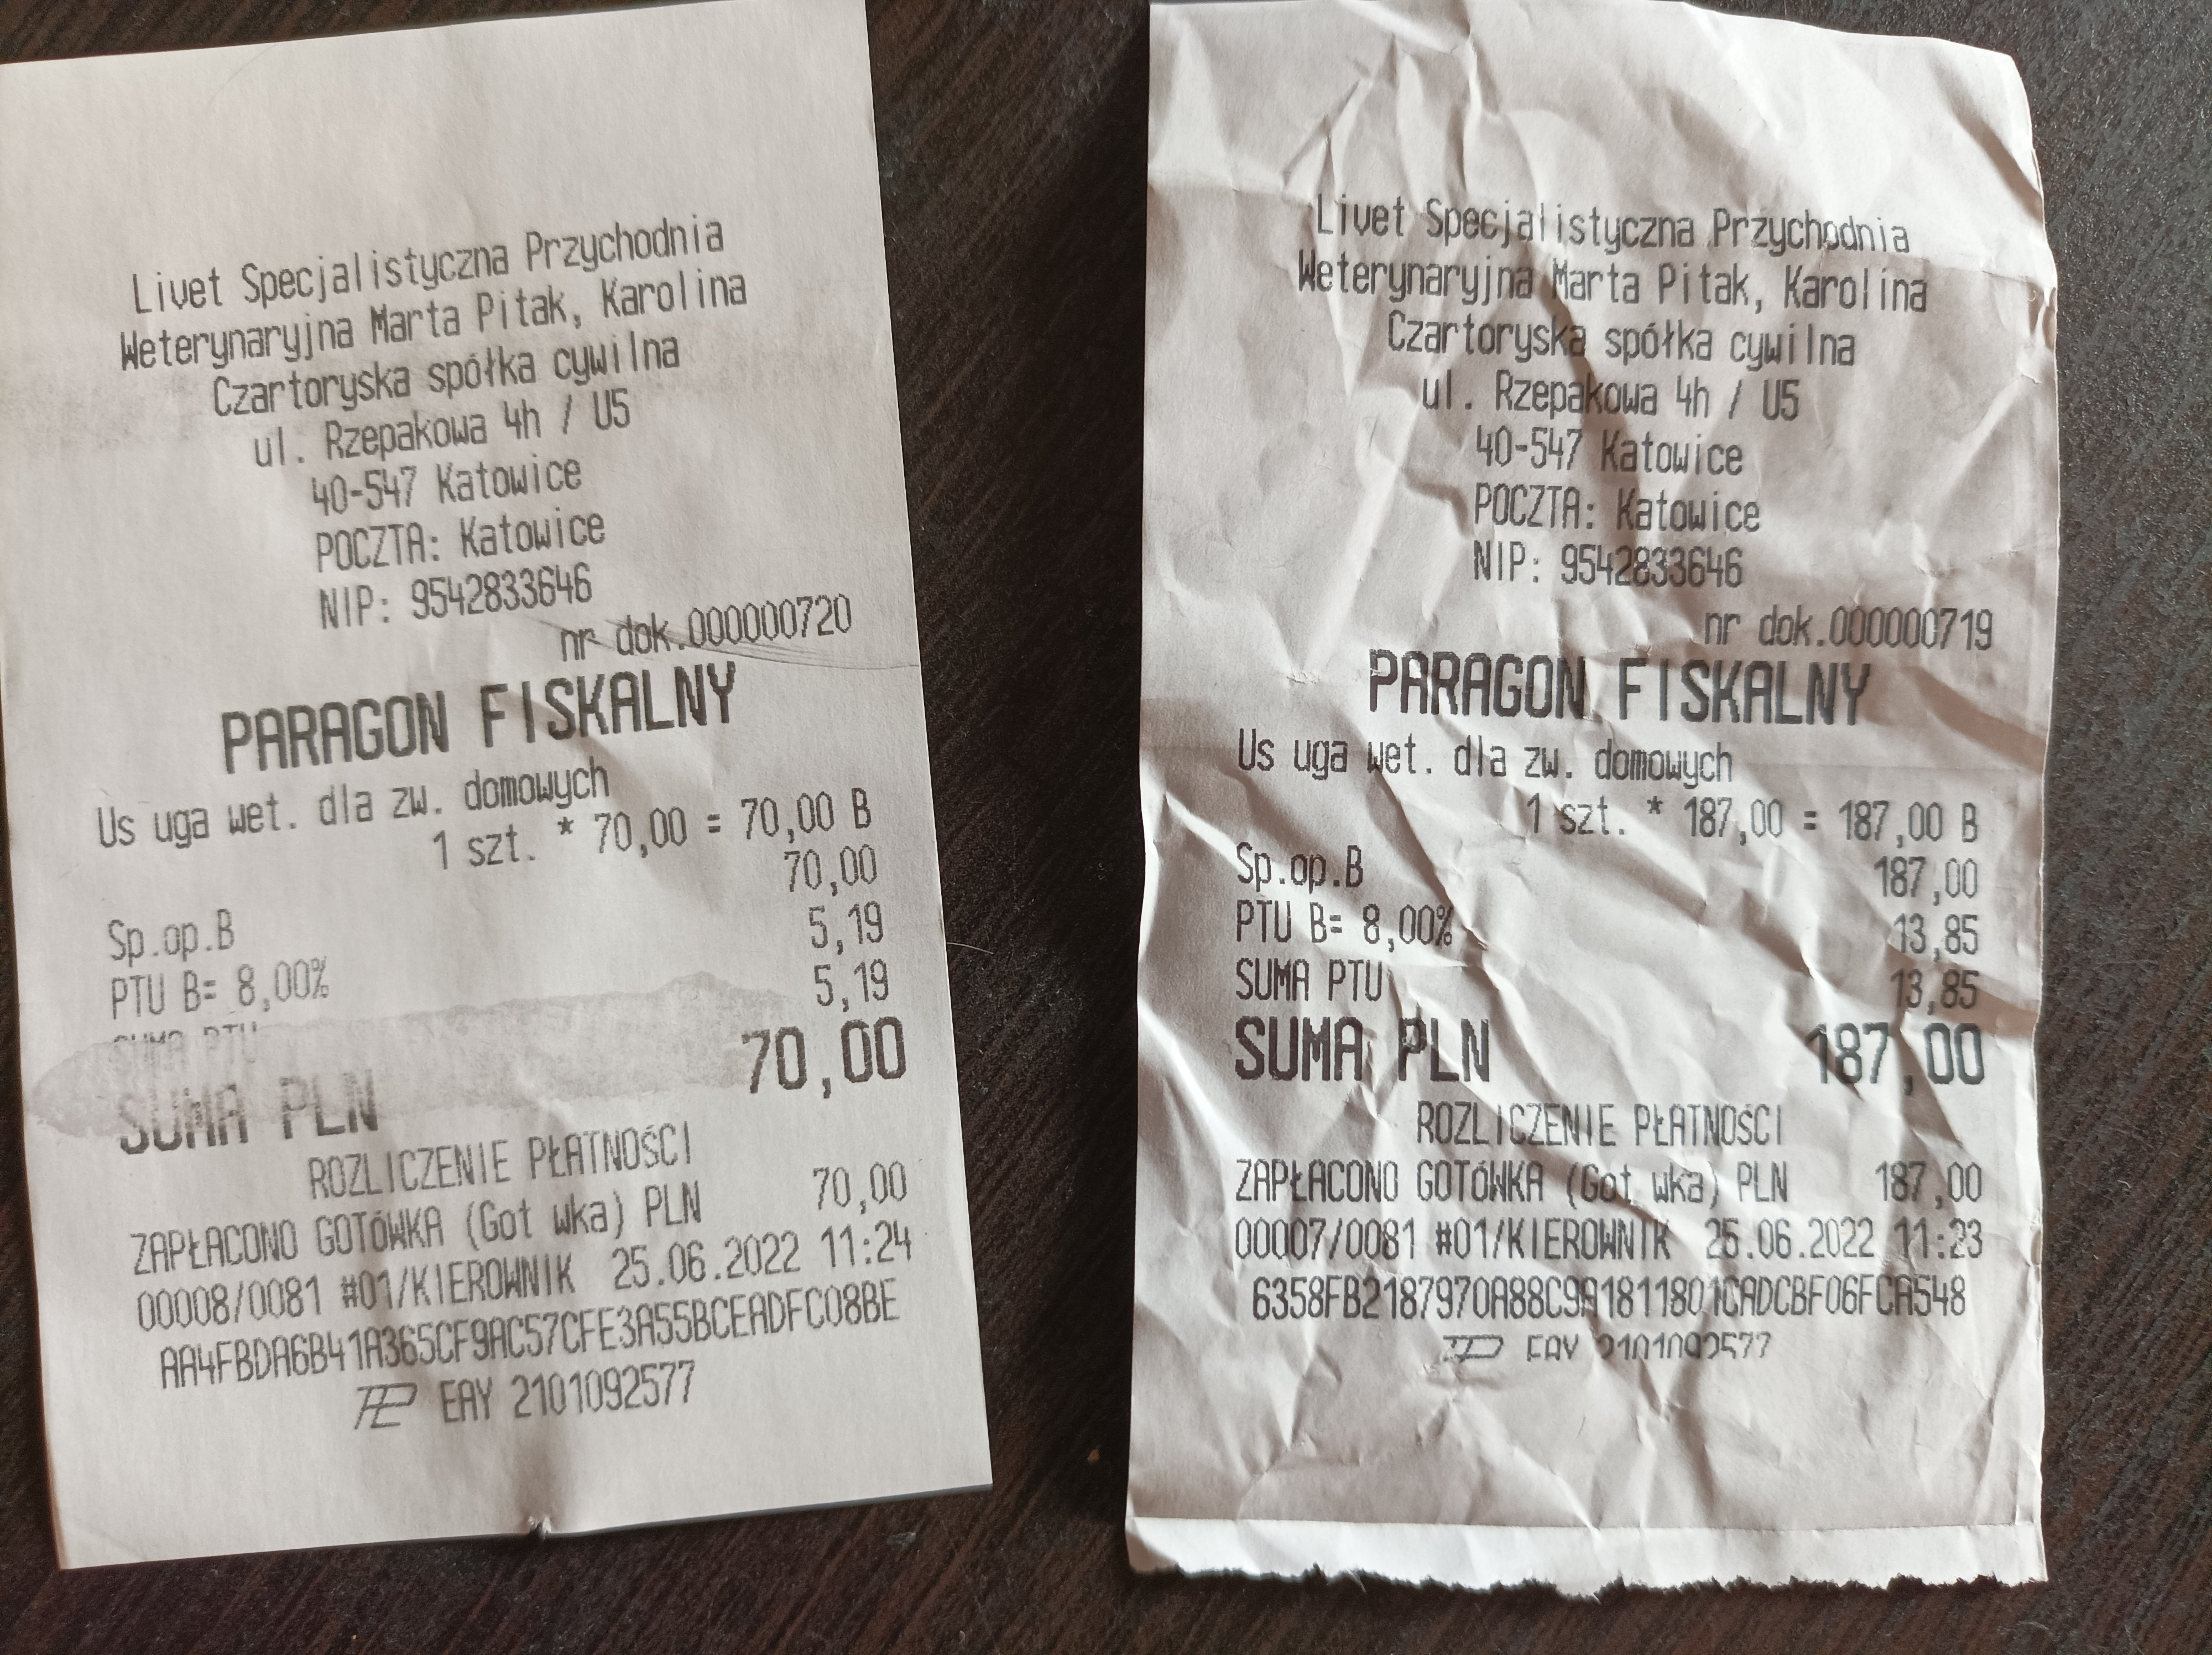 Livet Specjalistyczna Przychodnia
Weterynaryjna Marta Pitak, Karolina
Czartoryska spółka cywilna
ul. Rzepakowa 4h / U5
40-547 Katowice
POCZTA: Katowice
NIP: 9542833646
nr dok.000000720
PARAGON FISKALNY
Us uga wet. dla zw. domowych
1 szt. * 70,00 = 70,00 B
Sp.op.B 70,00
PTU B= 8,00% 5,19
SUMA PTU 5,19
SUMA PLN 70,00
ROZLICZENIE PŁATNOŚCI
ZAPŁACONO GOTÓWKA (Got wka) PLN 70,00
00008/0081 #01/KIEROWNIK 25.06.2022 11:24
AA4FBDA6B41A365CF9AC57CFE3A55BCEADFC08BE
EAY 2101092577
Livet Specjalistyczna Przychodnia
Weterynaryjna Marta Pitak, Karolina
Czartoryska spółka cywilna
ul. Rzepakowa 4h / U5
40-547 Katowice
POCZTA: Katowice
NIP: 9542833646
nr dok.000000719
PARAGON FISKALNY
Us uga wet. dla zw. domowych
1 szt. * 187,00 = 187,00 B
Sp.op.B 187,00
PTU B= 8,00% 13,85
SUMA PTU 13,85
SUMA PLN 187,00
ROZLICZENIE PŁATNOŚCI
ZAPŁACONO GOTÓWKA (Got wka) PLN 187,00
00007/0081 #01/KIEROWNIK 25.06.2022 11:23
6358FB2187970A88C9A1811801CADCBF06FCA548
EAY 2101092577